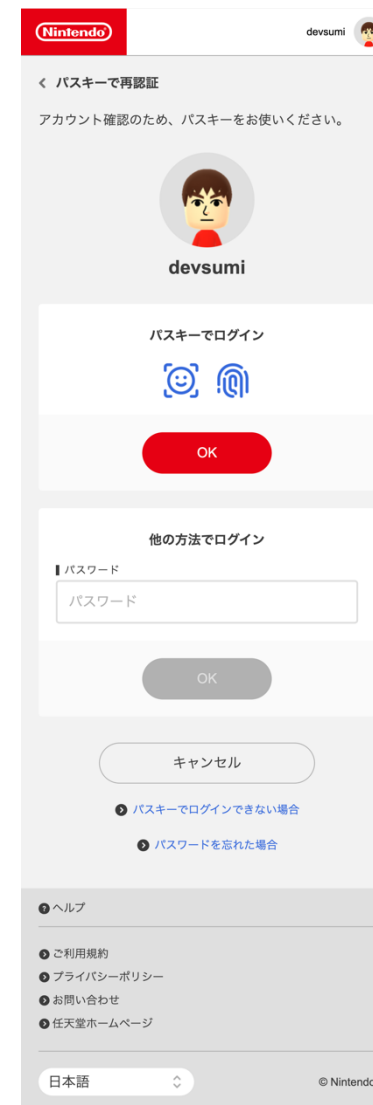 Nintendo
devsumi
パスキーで再認証
アカウント確認のため、パスキーをお使いください。
devsumi
パスキーでログイン
OK
他の方法でログイン
パスワード
パスワード
OK
キャンセル
パスキーでログインできない場合
パスワードを忘れた場合
ヘルプ
ご利用規約
プライバシーポリシー
お問い合わせ
任天堂ホームページ
日本語
© Nintendo